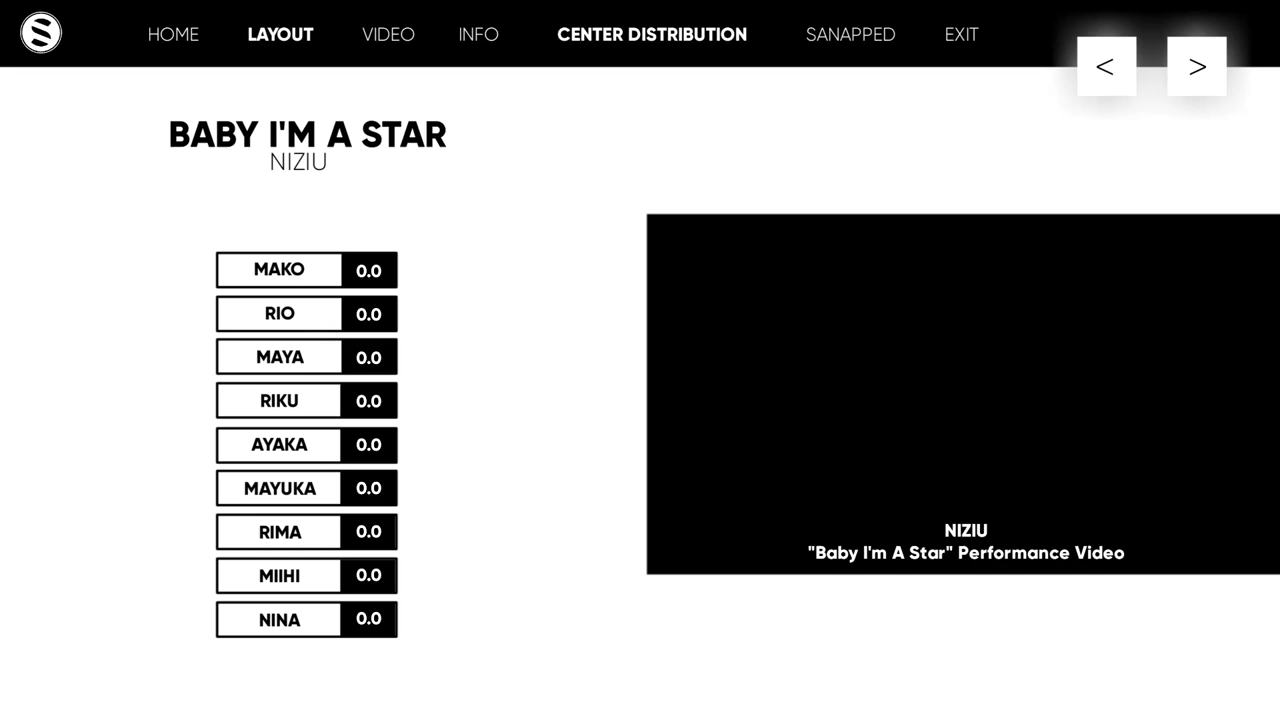 HOME LAYOUT VIDEO INFO CENTER DISTRIBUTION SANAPPED EXIT
< >
BABY I'M A STAR
NIZIU
MAKO 0.0
RIO 0.0
MAYA 0.0
RIKU 0.0
AYAKA 0.0
MAYUKA 0.0
RIMA 0.0
MIIHI 0.0
NINA 0.0
NIZIU
"Baby I'm A Star" Performance Video